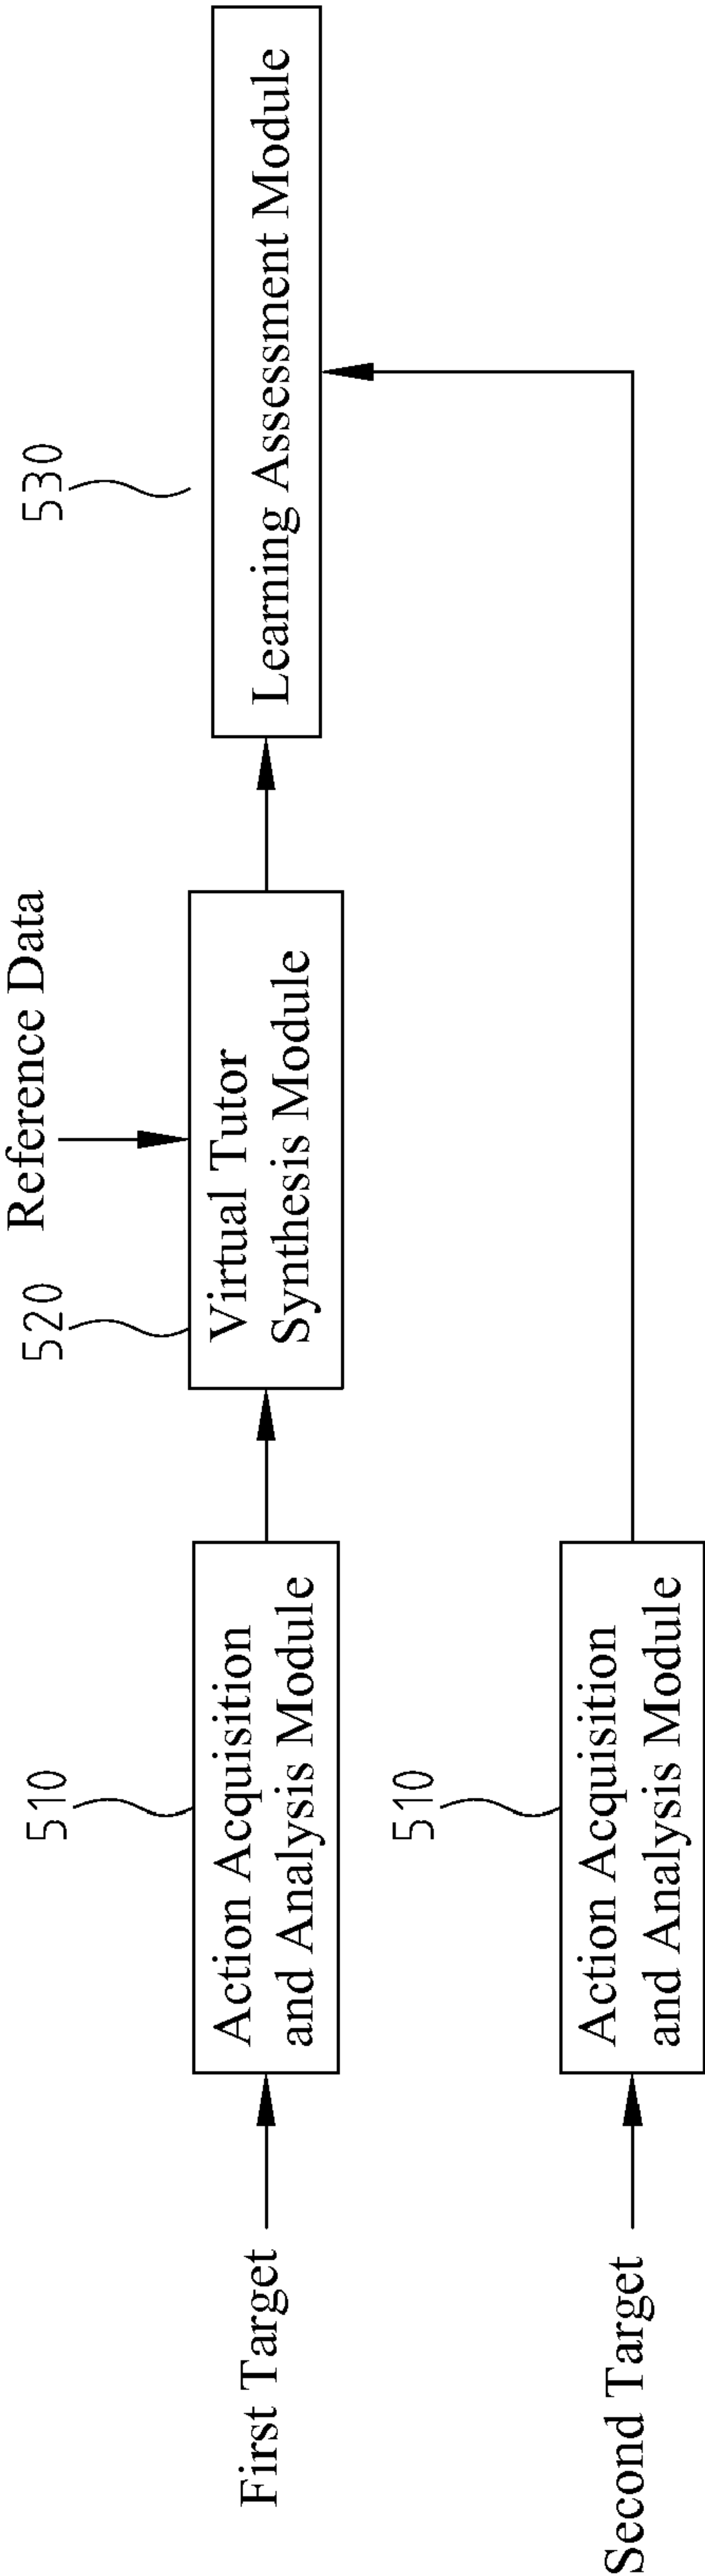 First Target
510
Action Acquisition
and Analysis Module
520
Reference Data
Virtual Tutor
Synthesis Module
530
Learning Assessment Module
Second Target
510
Action Acquisition
and Analysis Module